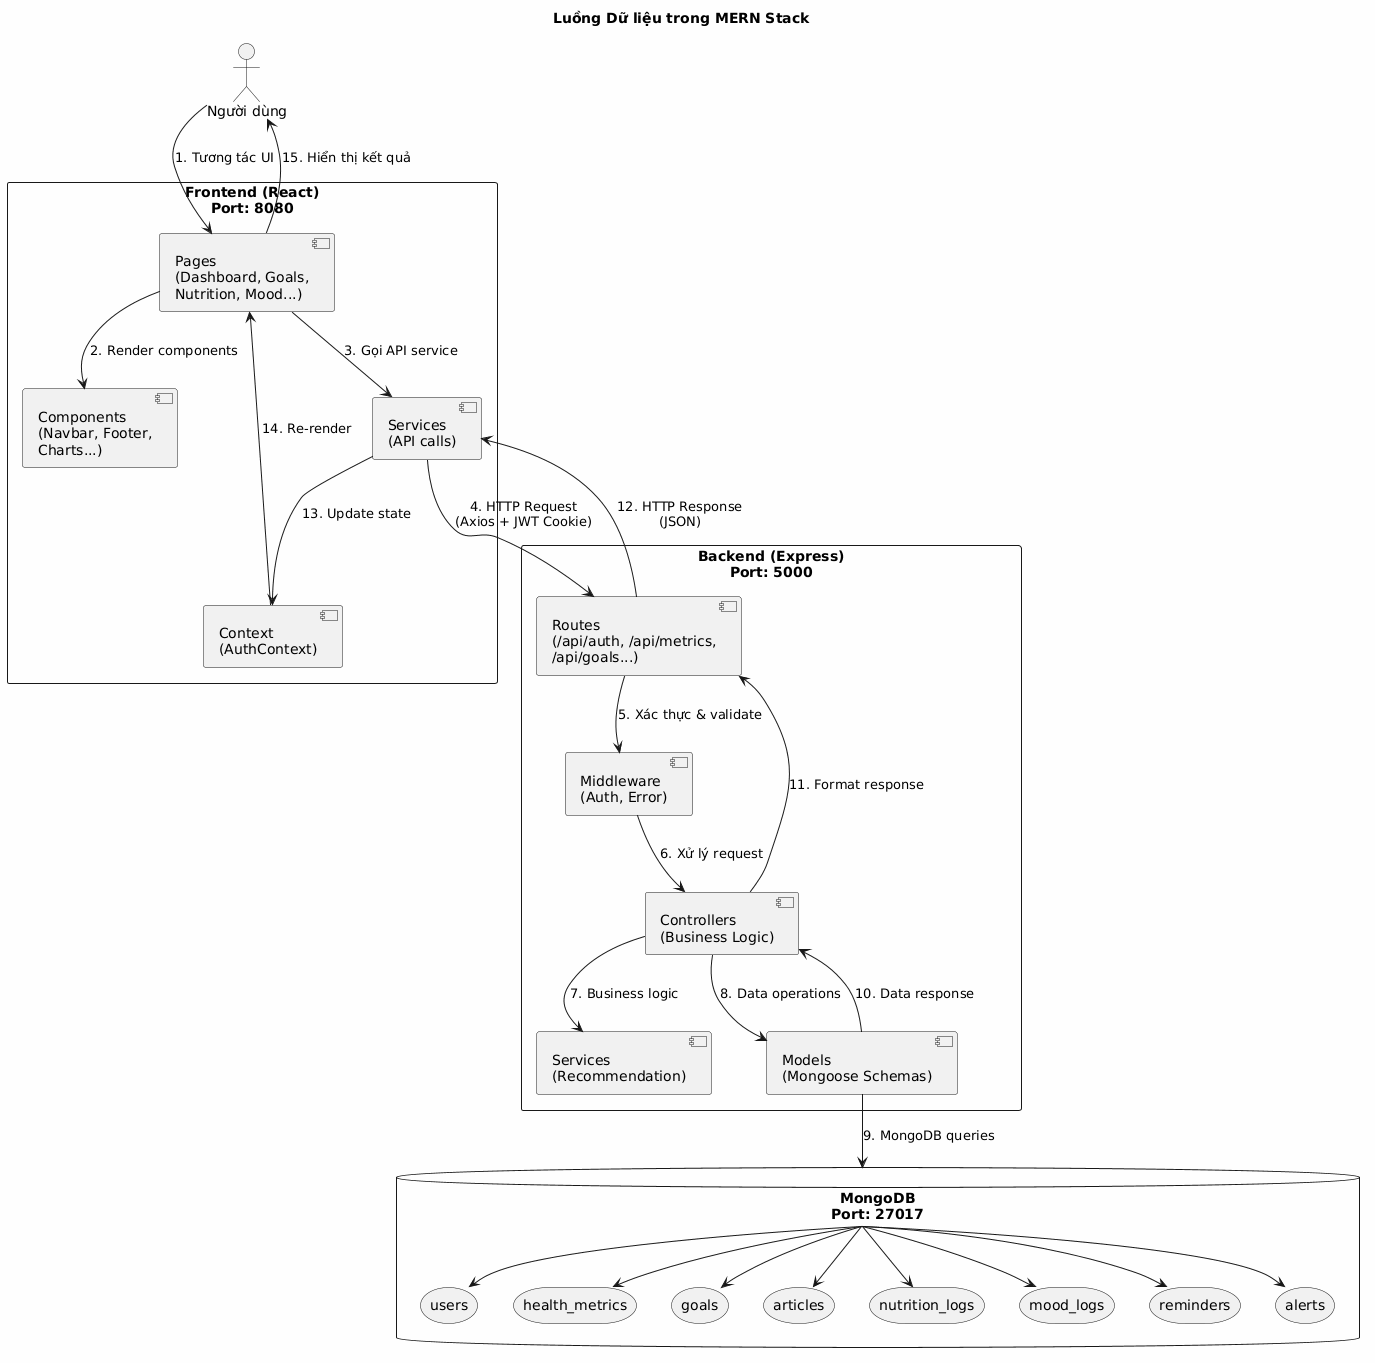 Luồng Dữ liệu trong MERN Stack
Người dùng
1. Tương tác UI
15. Hiển thị kết quả
Frontend (React)
Port: 8080
Pages
(Dashboard, Goals,
Nutrition, Mood...)
2. Render components
3. Gọi API service
Components
(Navbar, Footer,
Charts...)
14. Re-render
Services
(API calls)
13. Update state
4. HTTP Request
(Axios + JWT Cookie)
12. HTTP Response
(JSON)
Context
(AuthContext)
Backend (Express)
Port: 5000
Routes
(/api/auth, /api/metrics,
/api/goals...)
5. Xác thực & validate
Middleware
(Auth, Error)
11. Format response
6. Xử lý request
Controllers
(Business Logic)
7. Business logic
8. Data operations
10. Data response
Services
(Recommendation)
Models
(Mongoose Schemas)
9. MongoDB queries
MongoDB
Port: 27017
users
health_metrics
goals
articles
nutrition_logs
mood_logs
reminders
alerts